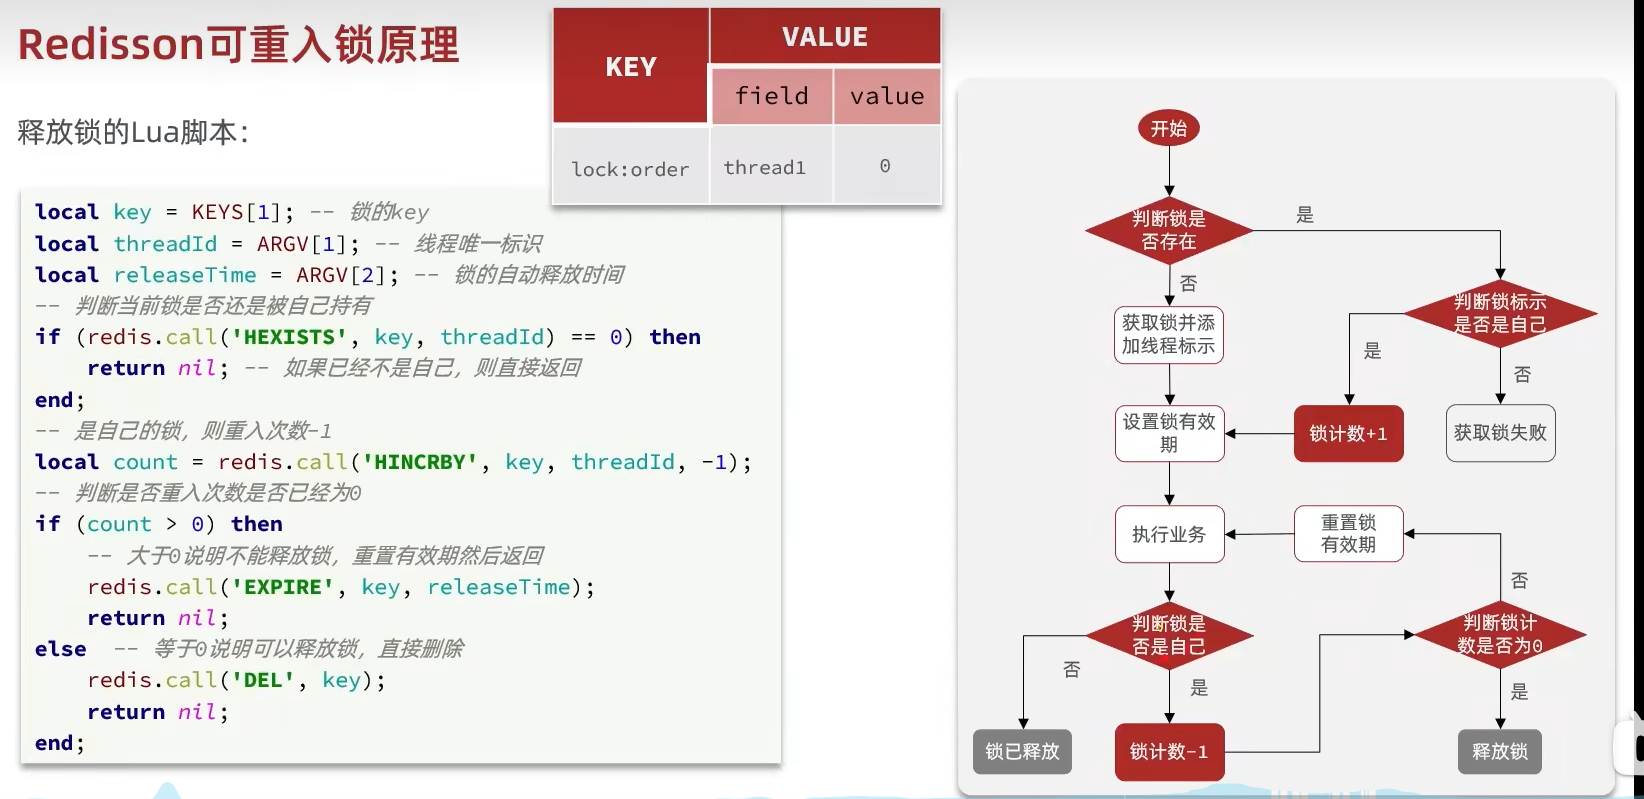 Redisson可重入锁原理
KEY
VALUE
field
value
lock:order
thread1
0
释放锁的Lua脚本：
local key = KEYS[1]; -- 锁的key
local threadId = ARGV[1]; -- 线程唯一标识
local releaseTime = ARGV[2]; -- 锁的自动释放时间
-- 判断当前锁是否还是被自己持有
if (redis.call('HEXISTS', key, threadId) == 0) then
    return nil; -- 如果已经不是自己，则直接返回
end;
-- 是自己的锁，则重入次数-1
local count = redis.call('HINCRBY', key, threadId, -1);
-- 判断是否重入次数是否已经为0
if (count > 0) then
    -- 大于0说明不能释放锁，重置有效期然后返回
    redis.call('EXPIRE', key, releaseTime);
    return nil;
else  -- 等于0说明可以释放锁，直接删除
    redis.call('DEL', key);
    return nil;
end;
开始
判断锁是
否存在
是
否
判断锁标示
是否是自己
获取锁并添
加线程标示
是
否
设置锁有效
期
锁计数+1
获取锁失败
执行业务
重置锁
有效期
否
判断锁是
否是自己
判断锁计
数是否为0
否
是
是
锁已释放
锁计数-1
释放锁